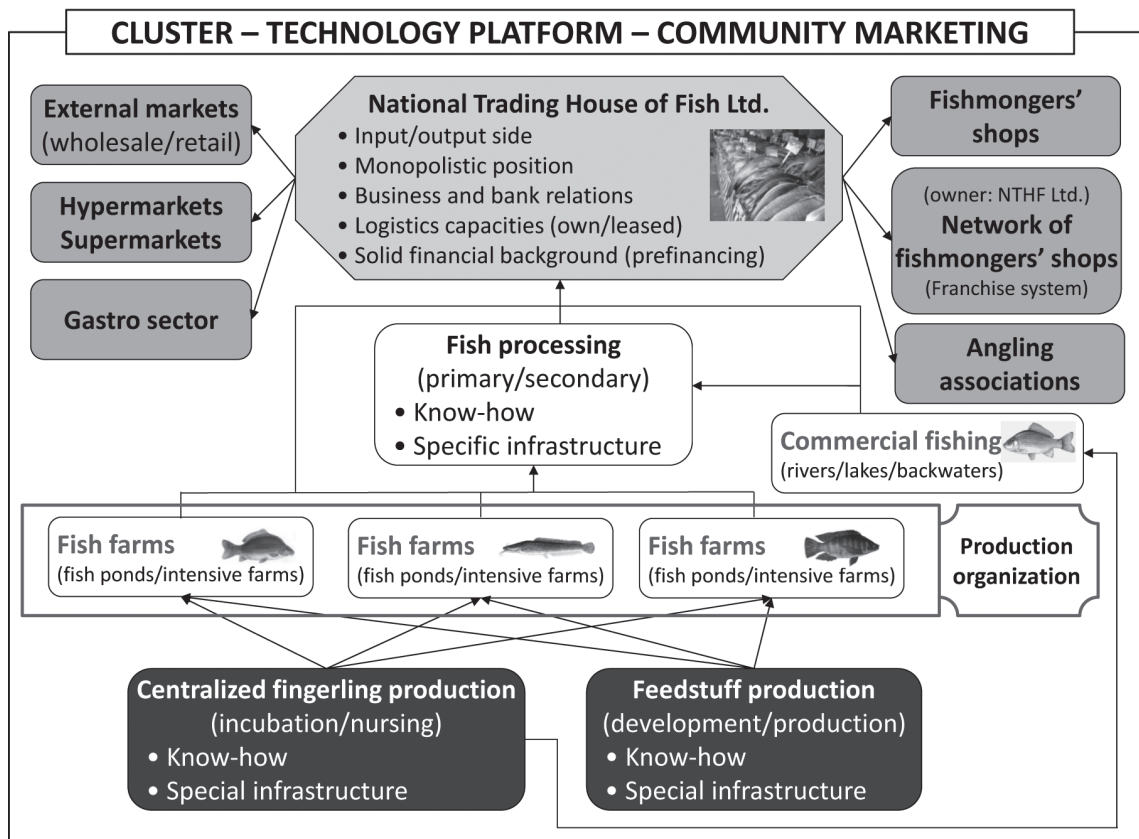 CLUSTER – TECHNOLOGY PLATFORM – COMMUNITY MARKETING
External markets
(wholesale/retail)
Hypermarkets
Supermarkets
Gastro sector
National Trading House of Fish Ltd.
• Input/output side
• Monopolistic position
• Business and bank relations
• Logistics capacities (own/leased)
• Solid financial background (prefinancing)
Fishmongers’
shops
(owner: NTHF Ltd.)
Network of
fishmongers’ shops
(Franchise system)
Angling
associations
Fish processing
(primary/secondary)
• Know-how
• Specific infrastructure
Commercial fishing
(rivers/lakes/backwaters)
Fish farms
(fish ponds/intensive farms)
Fish farms
(fish ponds/intensive farms)
Fish farms
(fish ponds/intensive farms)
Production
organization
Centralized fingerling production
(incubation/nursing)
• Know-how
• Special infrastructure
Feedstuff production
(development/production)
• Know-how
• Special infrastructure